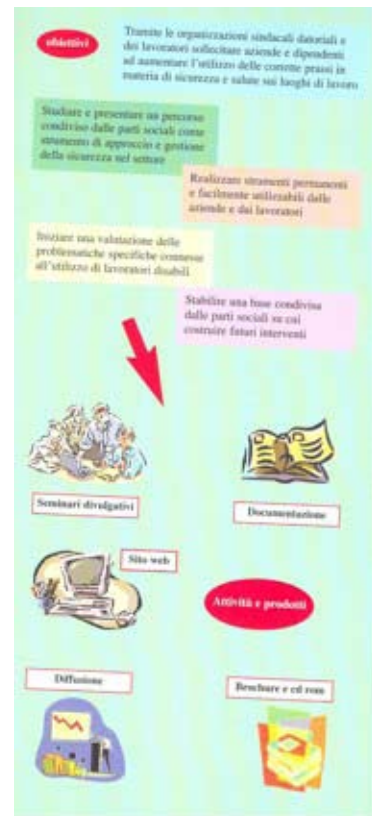 obiettivi
Tramite le organizzazioni sindacali datoriali e
dei lavoratori sollecitare aziende e dipendenti
ad aumentare l'utilizzo delle corrette prassi in
materia di sicurezza e salute sui luoghi di lavoro
Studiare e presentare un percorso
condiviso dalle parti sociali come
strumento di approccio e gestione
della sicurezza nel settore
Realizzare strumenti permanenti
e facilmente utilizzabili dalle
aziende e dai lavoratori
Iniziare una valutazione delle
problematiche specifiche connesse
all'utilizzo di lavoratori disabili
Stabilire una base condivisa
dalle parti sociali su cui
costruire futuri interventi
Seminari divulgativi
Documentazione
Sito web
Attività e prodotti
Diffusione
Brochure e cd rom